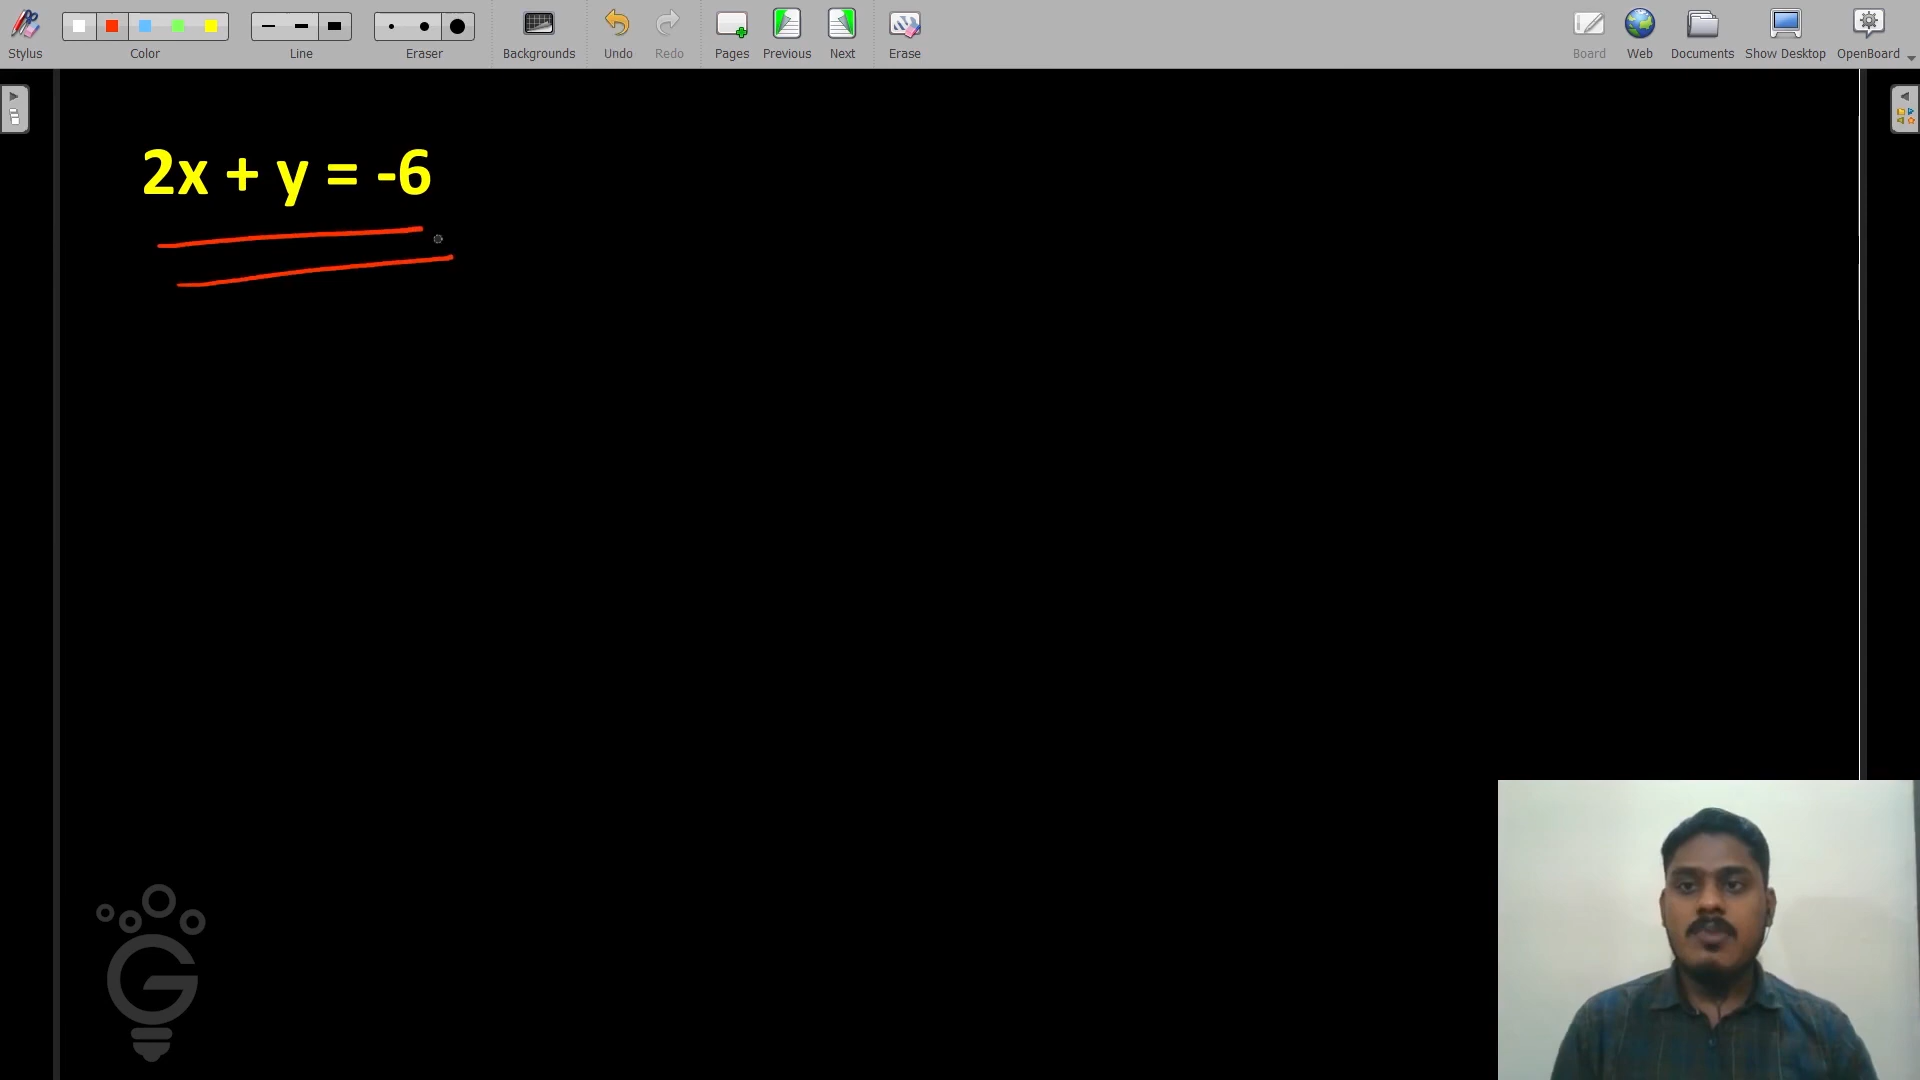 Stylus Color Line Eraser Backgrounds Undo Redo Pages Previous Next Erase Board Web Documents Show Desktop OpenBoard
2x + y = -6
G